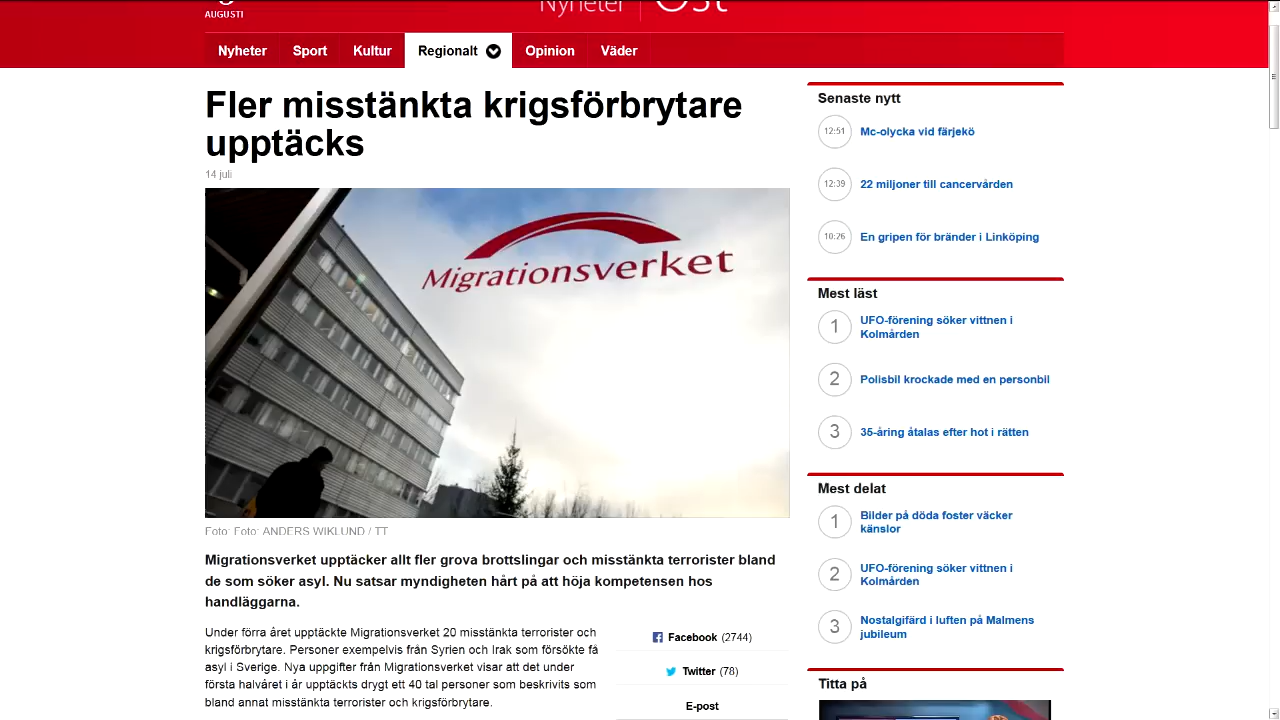 AUGUSTI
Nyheter
Öst
Nyheter
Sport
Kultur
Regionalt
Opinion
Väder
Fler misstänkta krigsförbrytare
upptäcks
14 juli
Migrationsverket
Foto: Foto: ANDERS WIKLUND / TT
Migrationsverket upptäcker allt fler grova brottslingar och misstänkta terrorister bland
de som söker asyl. Nu satsar myndigheten hårt på att höja kompetensen hos
handläggarna.
Under förra året upptäckte Migrationsverket 20 misstänkta terrorister och
krigsförbrytare. Personer exempelvis från Syrien och Irak som försökte få
asyl i Sverige. Nya uppgifter från Migrationsverket visar att det under
första halvåret i år upptäckts drygt ett 40 tal personer som beskrivits som
bland annat misstänkta terrorister och krigsförbrytare.
Facebook (2744)
Twitter (78)
E-post
Senaste nytt
12:51 Mc-olycka vid färjekö
12:39 22 miljoner till cancervården
10:26 En gripen för bränder i Linköping
Mest läst
1 UFO-förening söker vittnen i
Kolmården
2 Polisbil krockade med en personbil
3 35-åring åtalas efter hot i rätten
Mest delat
1 Bilder på döda foster väcker
känslor
2 UFO-förening söker vittnen i
Kolmården
3 Nostalgifärd i luften på Malmens
jubileum
Titta på